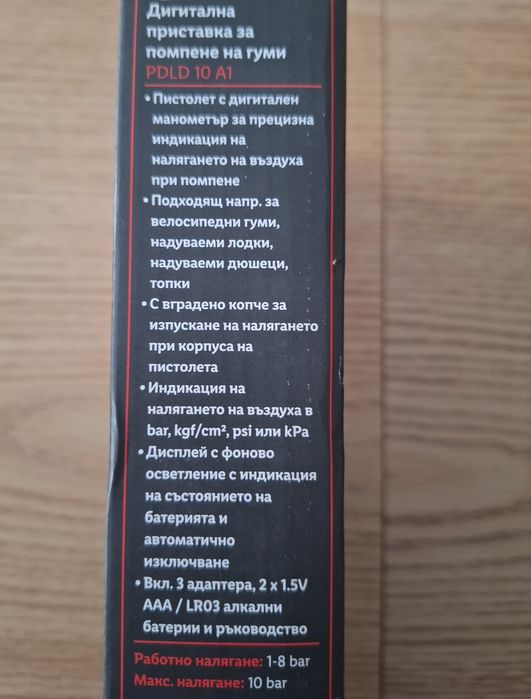 Дигитална
приставка за
помпене на гуми
PDLD 10 A1
• Пистолет с дигитален
манометър за прецизна
индикация на
налягането на въздуха
при помпене
• Подходящ напр. за
велосипедни гуми,
надуваеми лодки,
надуваеми дюшеци,
топки
• С вградено копче за
изпускане на налягането
при корпуса на
пистолета
• Индикация на
налягането на въздуха в
bar, kgf/cm², psi или kPa
• Дисплей с фоново
осветление с индикация
на състоянието на
батерията и
автоматично
изключване
• Вкл. 3 адаптера, 2 x 1.5V
AAA / LR03 алкални
батерии и ръководство
Работно налягане: 1-8 bar
Макс. налягане: 10 bar